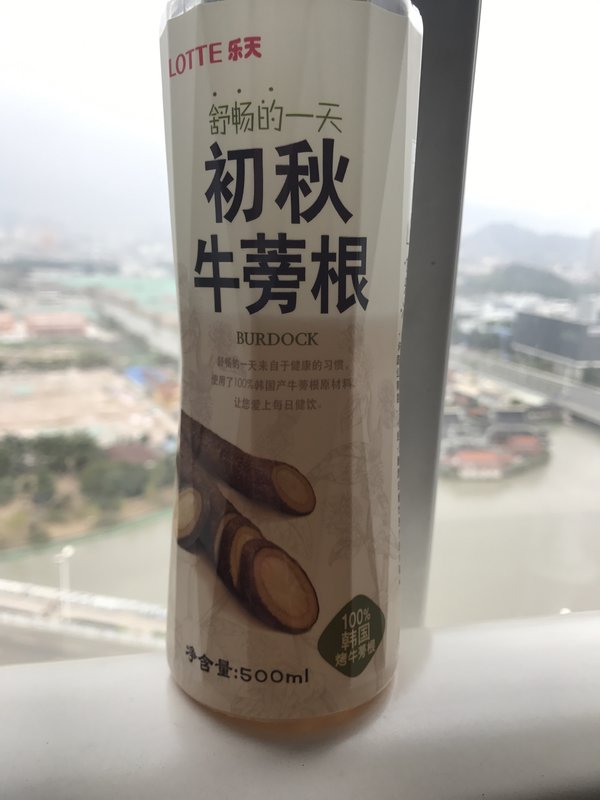 LOTTE 乐天
舒畅的一天
初秋
牛蒡根
BURDOCK
舒畅的一天来自于健康的习惯,
使用了100%韩国产牛蒡根原材料,
让您爱上每日健饮。
100%
韩国
烤牛蒡根
净含量:500ml